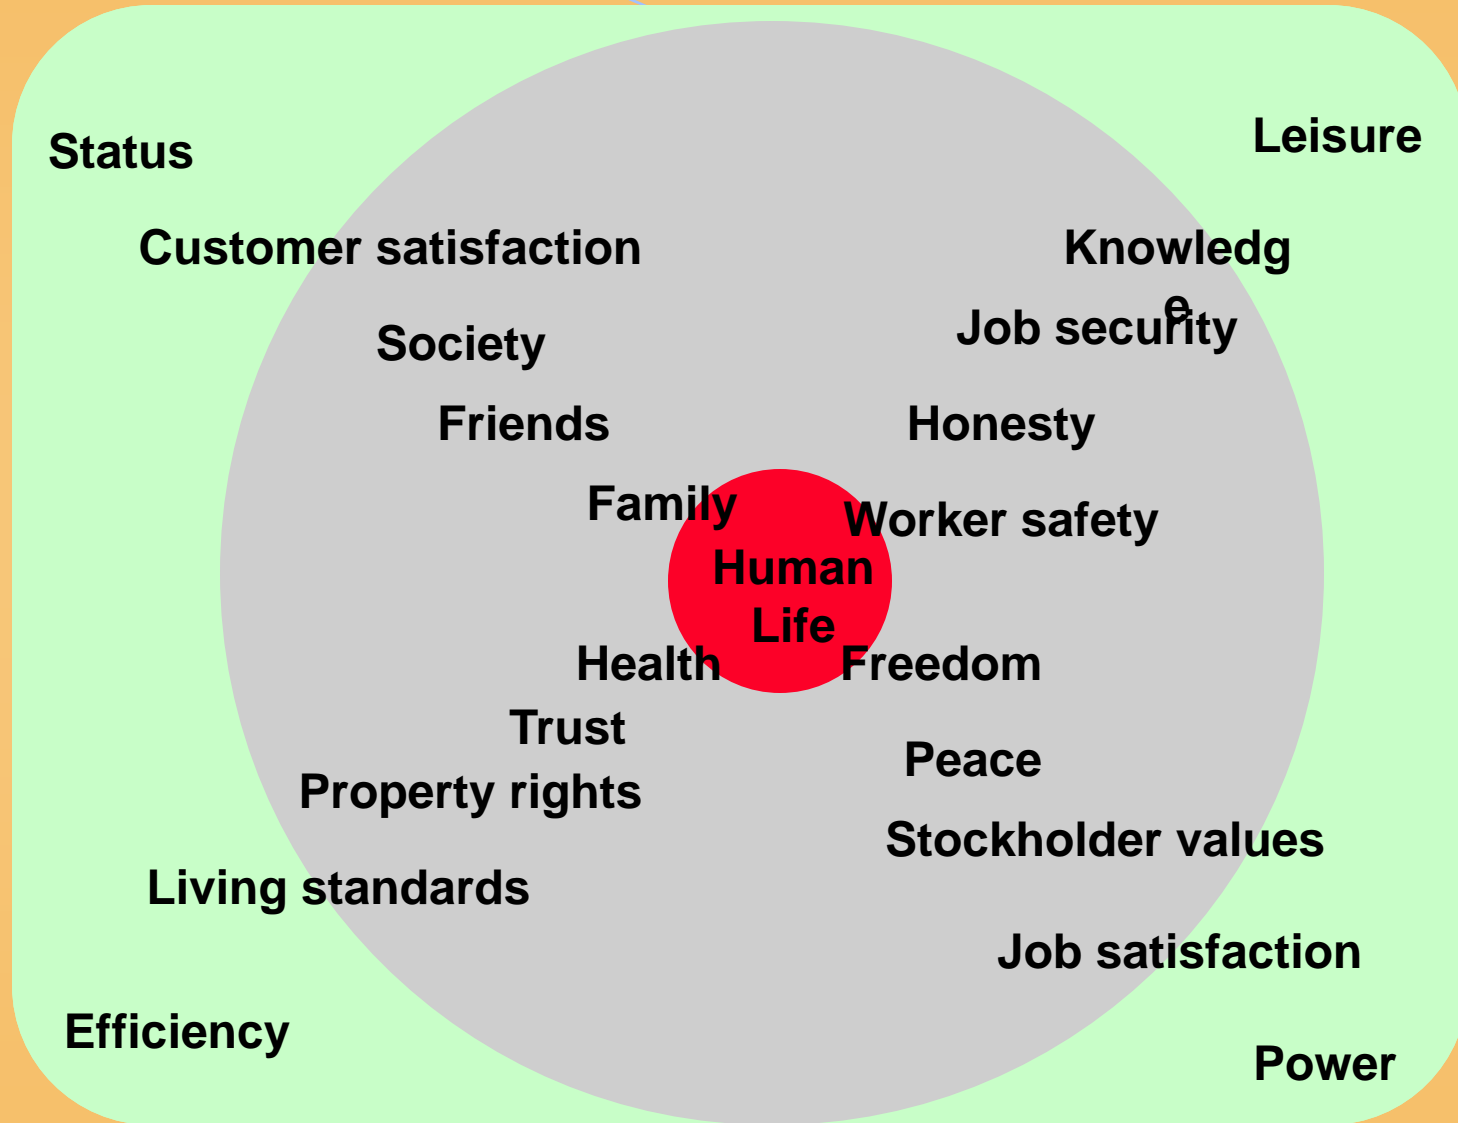 Status
Leisure
Customer satisfaction
Knowledg
e
Job security
Society
Friends
Honesty
Family
Worker safety
Human
Life
Health
Freedom
Trust
Peace
Property rights
Stockholder values
Living standards
Job satisfaction
Efficiency
Power